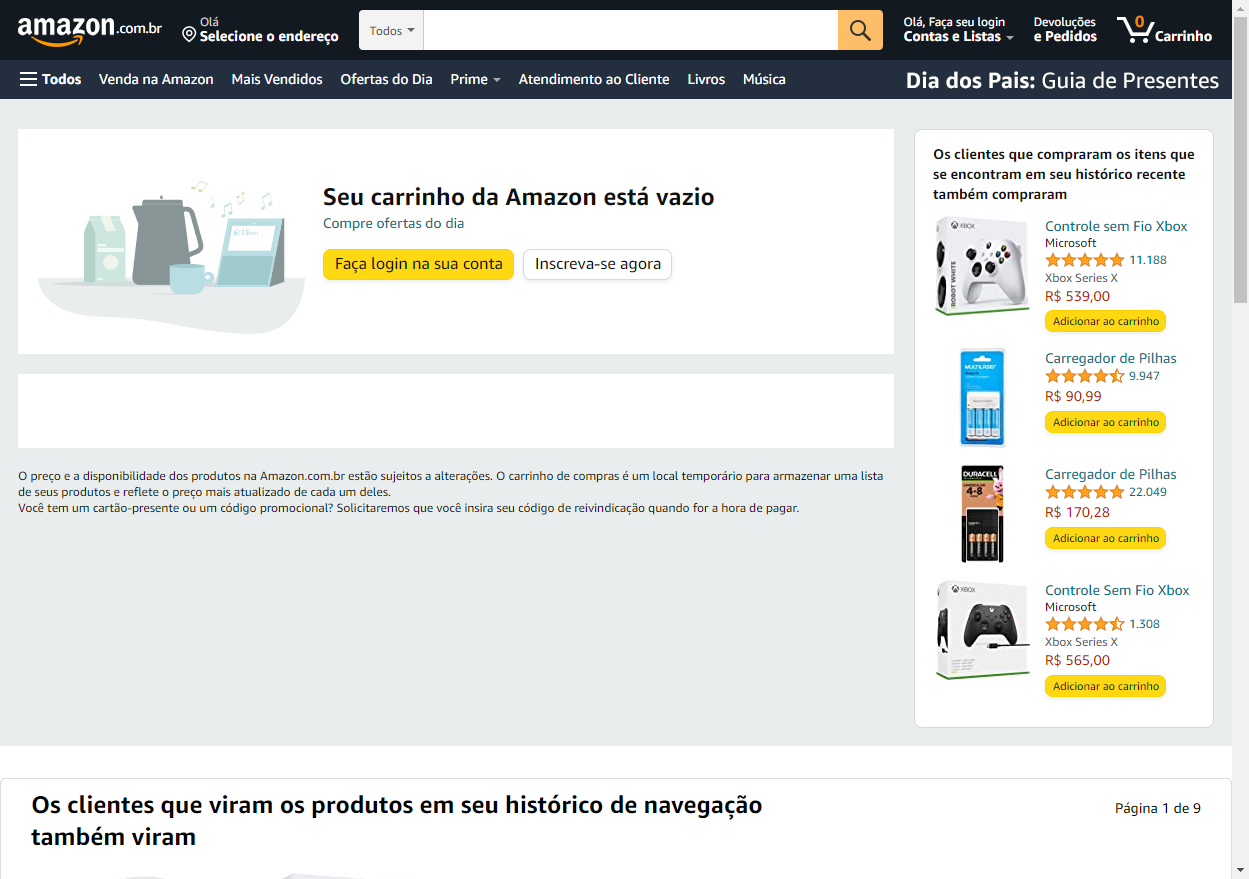 amazon.com.br
Olá
Selecione o endereço
Todos
Olá, Faça seu login
Contas e Listas
Devoluções
e Pedidos
0
Carrinho
Todos
Venda na Amazon
Mais Vendidos
Ofertas do Dia
Prime
Atendimento ao Cliente
Livros
Música
Dia dos Pais: Guia de Presentes
6:15am
Seu carrinho da Amazon está vazio
Compre ofertas do dia
Faça login na sua conta
Inscreva-se agora
O preço e a disponibilidade dos produtos na Amazon.com.br estão sujeitos a alterações. O carrinho de compras é um local temporário para armazenar uma lista
de seus produtos e reflete o preço mais atualizado de cada um deles.
Você tem um cartão-presente ou um código promocional? Solicitaremos que você insira seu código de reivindicação quando for a hora de pagar.
Os clientes que compraram os itens que
se encontram em seu histórico recente
também compraram
XBOX
ROBOT WHITE
Controle sem Fio Xbox
Microsoft
11.188
Xbox Series X
R$ 539,00
Adicionar ao carrinho
MULTILASER
Carregador de Pilhas
9.947
R$ 90,99
Adicionar ao carrinho
DURACELL
4-8
Carregador de Pilhas
22.049
R$ 170,28
Adicionar ao carrinho
XBOX
Controle Sem Fio Xbox
Microsoft
1.308
Xbox Series X
R$ 565,00
Adicionar ao carrinho
Os clientes que viram os produtos em seu histórico de navegação
também viram
Página 1 de 9